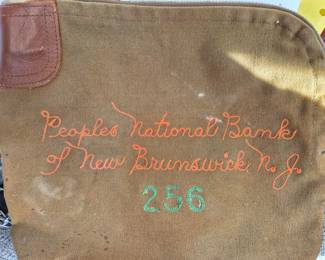 Peoples National Bank
of New Brunswick, N. J.
256